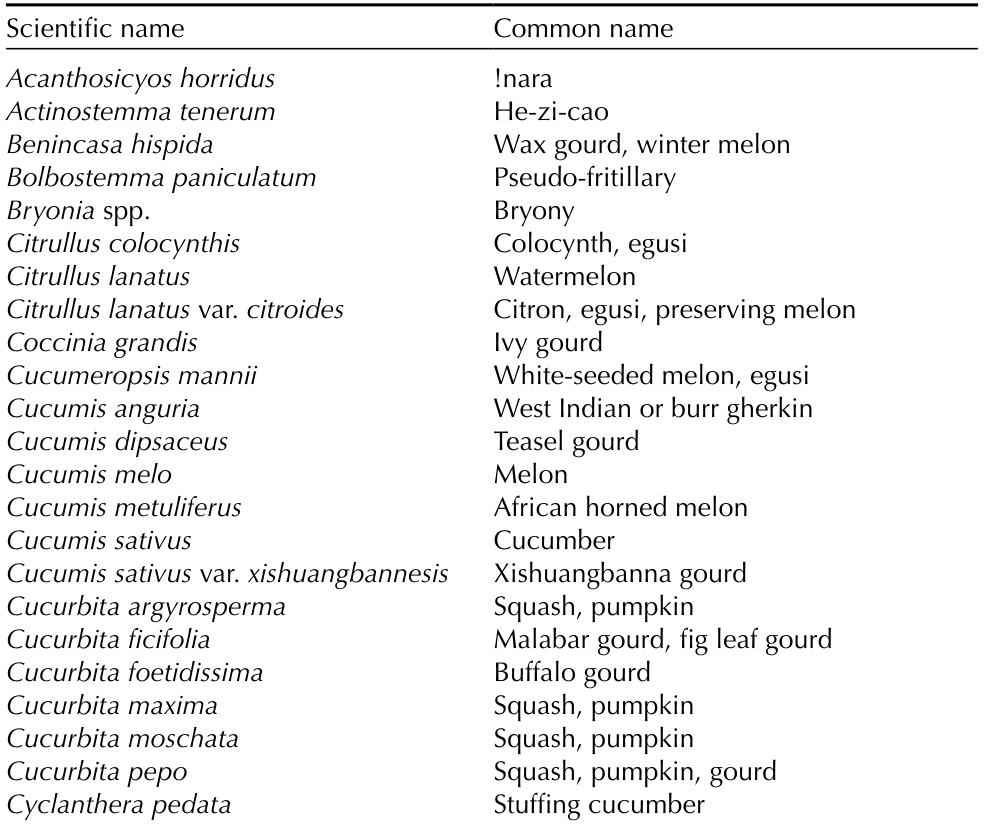 Scientific name Common name
Acanthosicyos horridus !nara
Actinostemma tenerum He-zi-cao
Benincasa hispida Wax gourd, winter melon
Bolbostemma paniculatum Pseudo-fritillary
Bryonia spp. Bryony
Citrullus colocynthis Colocynth, egusi
Citrullus lanatus Watermelon
Citrullus lanatus var. citroides Citron, egusi, preserving melon
Coccinia grandis Ivy gourd
Cucumeropsis mannii White-seeded melon, egusi
Cucumis anguria West Indian or burr gherkin
Cucumis dipsaceus Teasel gourd
Cucumis melo Melon
Cucumis metuliferus African horned melon
Cucumis sativus Cucumber
Cucumis sativus var. xishuangbannesis Xishuangbanna gourd
Cucurbita argyrosperma Squash, pumpkin
Cucurbita ficifolia Malabar gourd, fig leaf gourd
Cucurbita foetidissima Buffalo gourd
Cucurbita maxima Squash, pumpkin
Cucurbita moschata Squash, pumpkin
Cucurbita pepo Squash, pumpkin, gourd
Cyclanthera pedata Stuffing cucumber